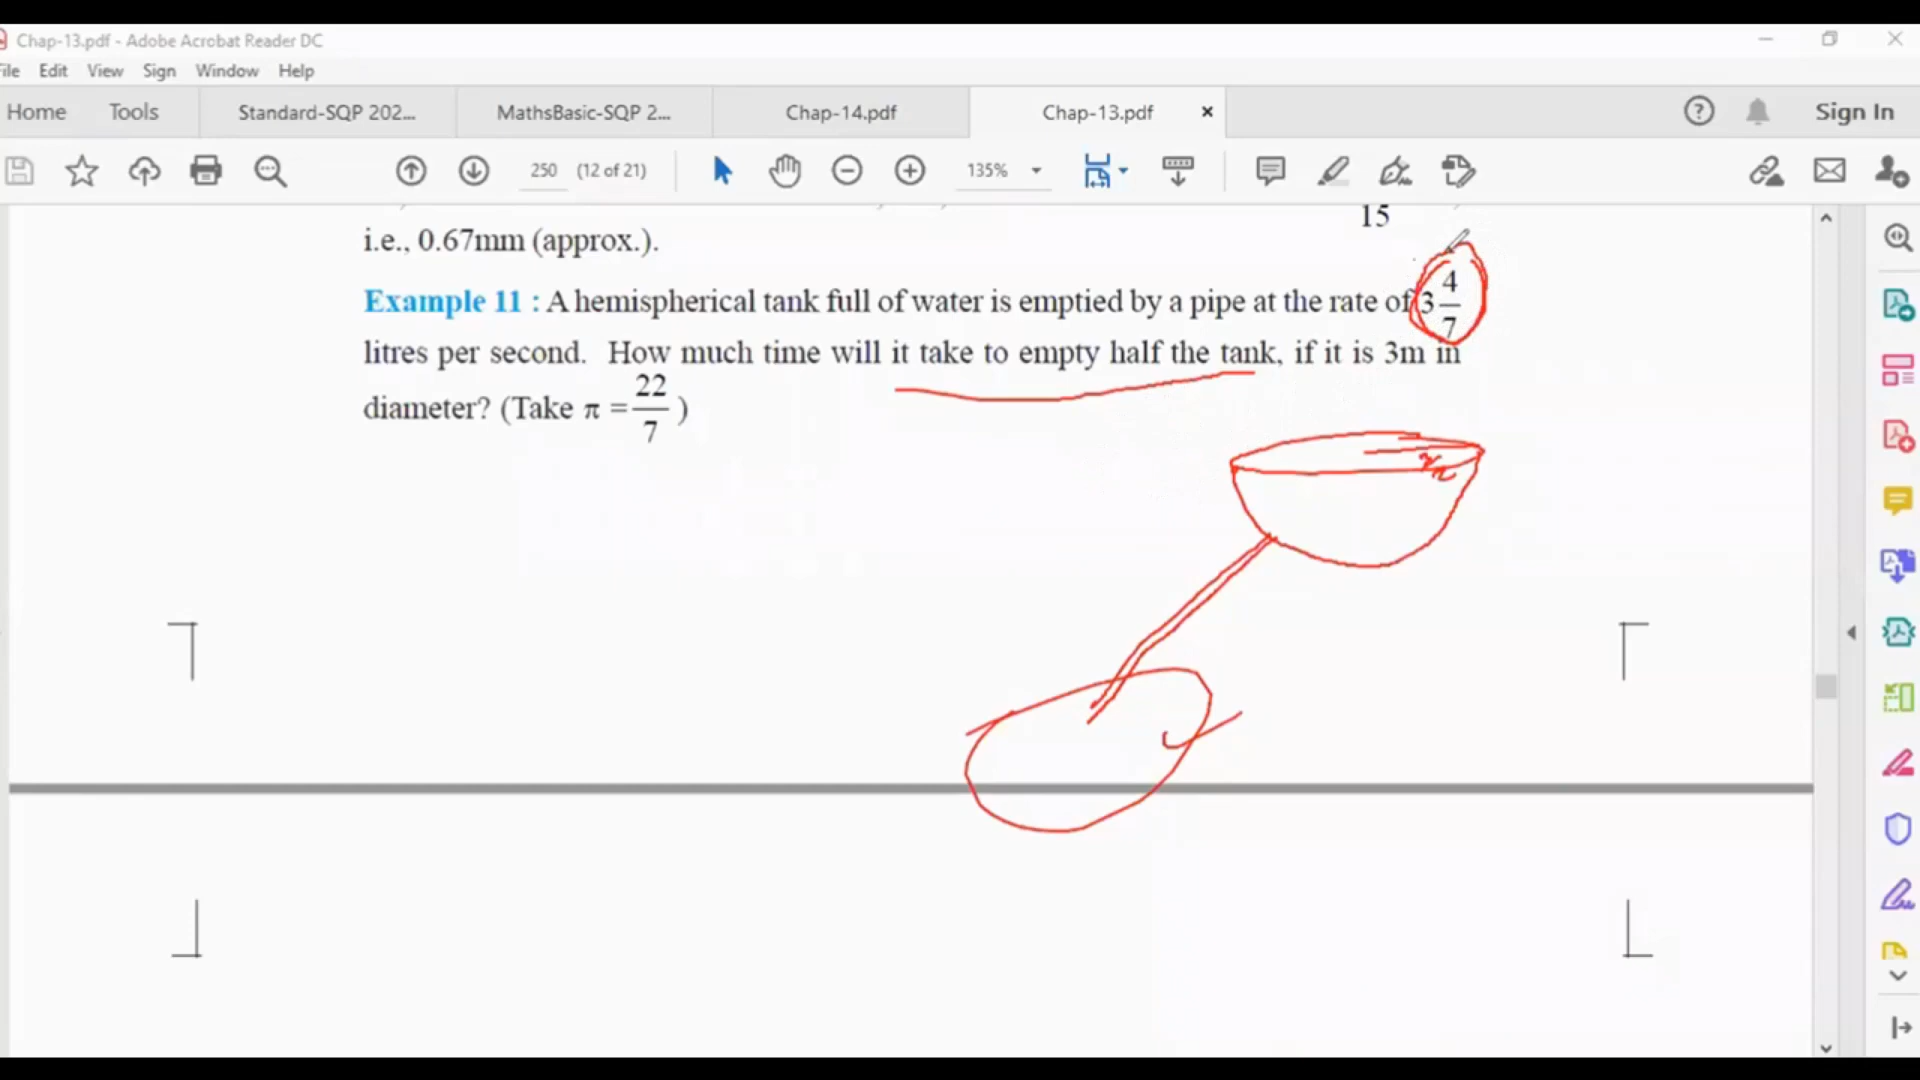 Chap-13.pdf - Adobe Acrobat Reader DC
File Edit View Sign Window Help
Home Tools Standard-SQP 202... MathsBasic-SQP 2... Chap-14.pdf Chap-13.pdf × Sign In
250 (12 of 21) 135%
15
i.e., 0.67mm (approx.).
Example 11 : A hemispherical tank full of water is emptied by a pipe at the rate of 3 4/7
litres per second. How much time will it take to empty half the tank, if it is 3m in
diameter? (Take π = 22/7 )